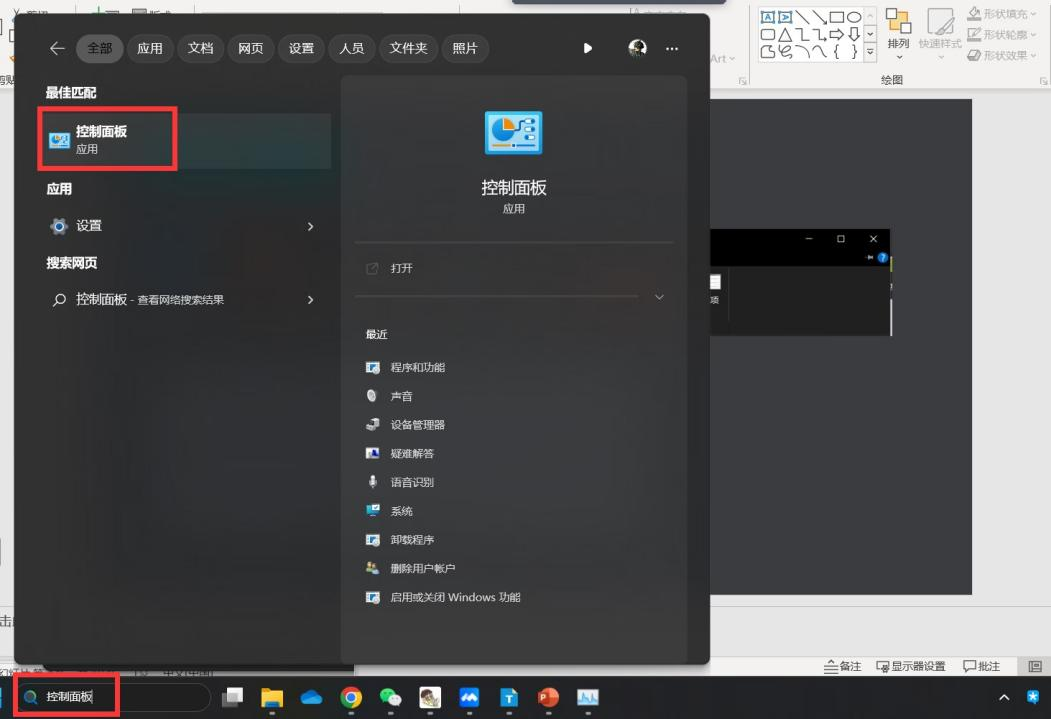 全部
应用
文档
网页
设置
人员
文件夹
照片
最佳匹配
控制面板
应用
应用
设置
搜索网页
控制面板 - 查看网络搜索结果
控制面板
应用
打开
最近
程序和功能
声音
设备管理器
疑难解答
语音识别
系统
卸载程序
删除用户帐户
启用或关闭 Windows 功能
排列
快速样式
形状填充
形状轮廓
形状效果
绘图
项
备注
显示器设置
批注
控制面板